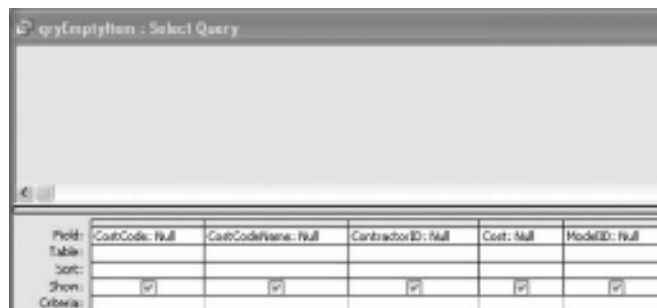 qryEmptyItem : Select Query
Field: CostCode: Null CostCodeName: Null ContractorID: Null Cost: Null ModelID: Null
Table:
Sort:
Show:
Criteria: